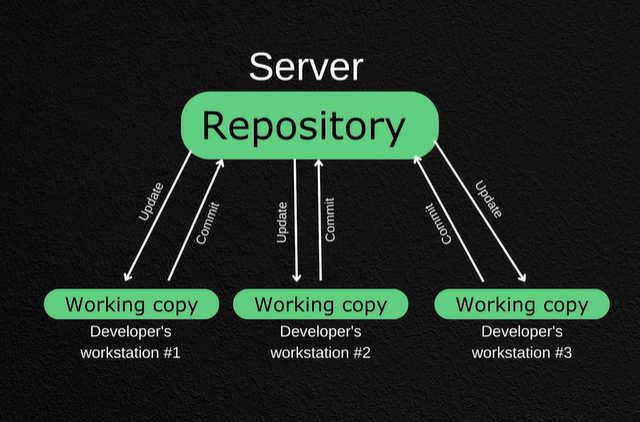 Server
Repository
Update
Commit
Update
Commit
Commit
Update
Working copy
Working copy
Working copy
Developer's
workstation #1
Developer's
workstation #2
Developer's
workstation #3